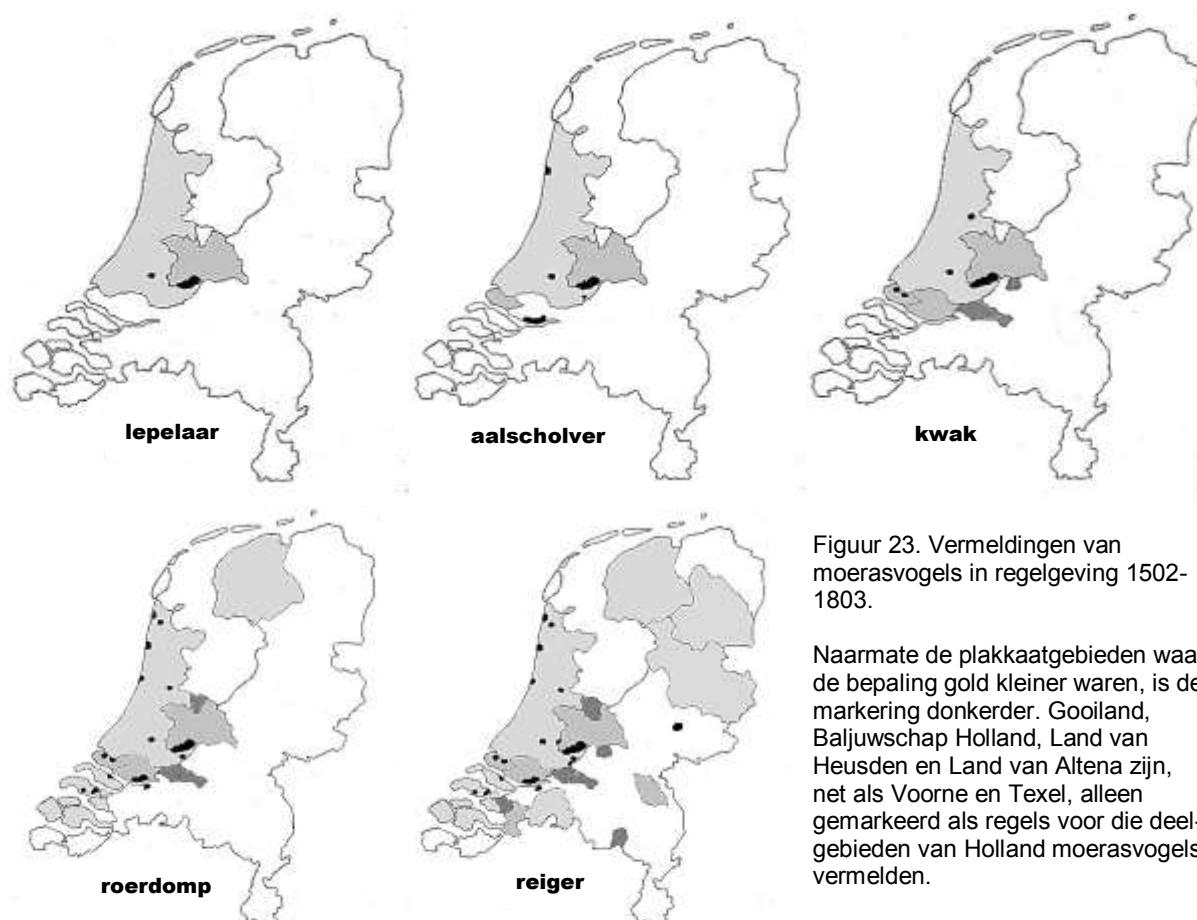 lepelaar
aalscholver
kwak
roerdomp
reiger
Figuur 23. Vermeldingen van
moerasvogels in regelgeving 1502-
1803.
Naarmate de plakkaatgebieden waa
de bepaling gold kleiner waren, is de
markering donkerder. Gooiland,
Baljuwschap Holland, Land van
Heusden en Land van Altena zijn,
net als Voorne en Texel, alleen
gemarkeerd als regels voor die deel-
gebieden van Holland moerasvogels
vermelden.